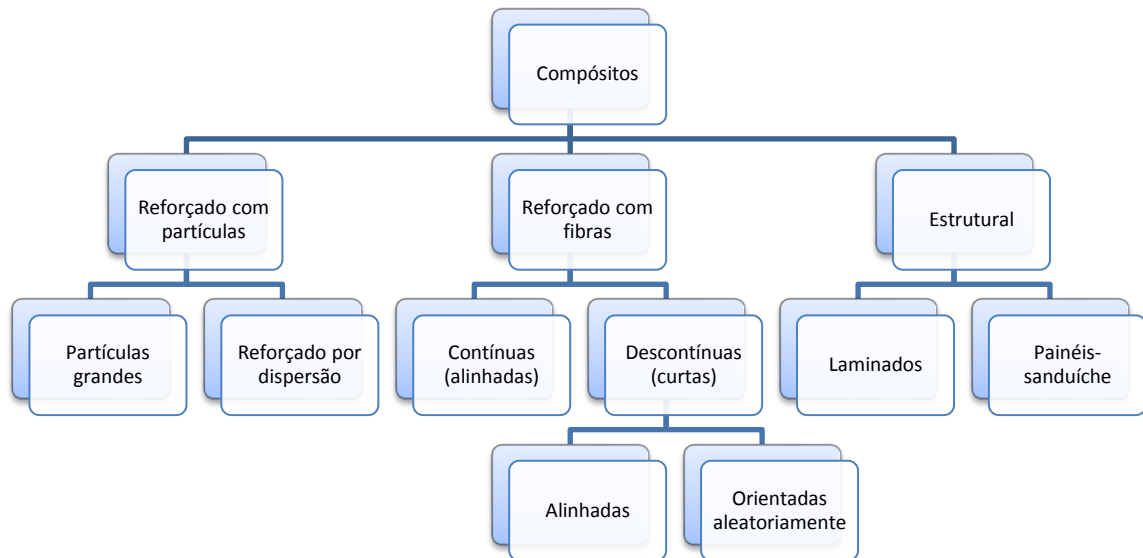 Compósitos
Reforçado com
partículas
Reforçado com
fibras
Estrutural
Partículas
grandes
Reforçado por
dispersão
Contínuas
(alinhadas)
Descontínuas
(curtas)
Laminados
Painéis-
sanduíche
Alinhadas
Orientadas
aleatoriamente